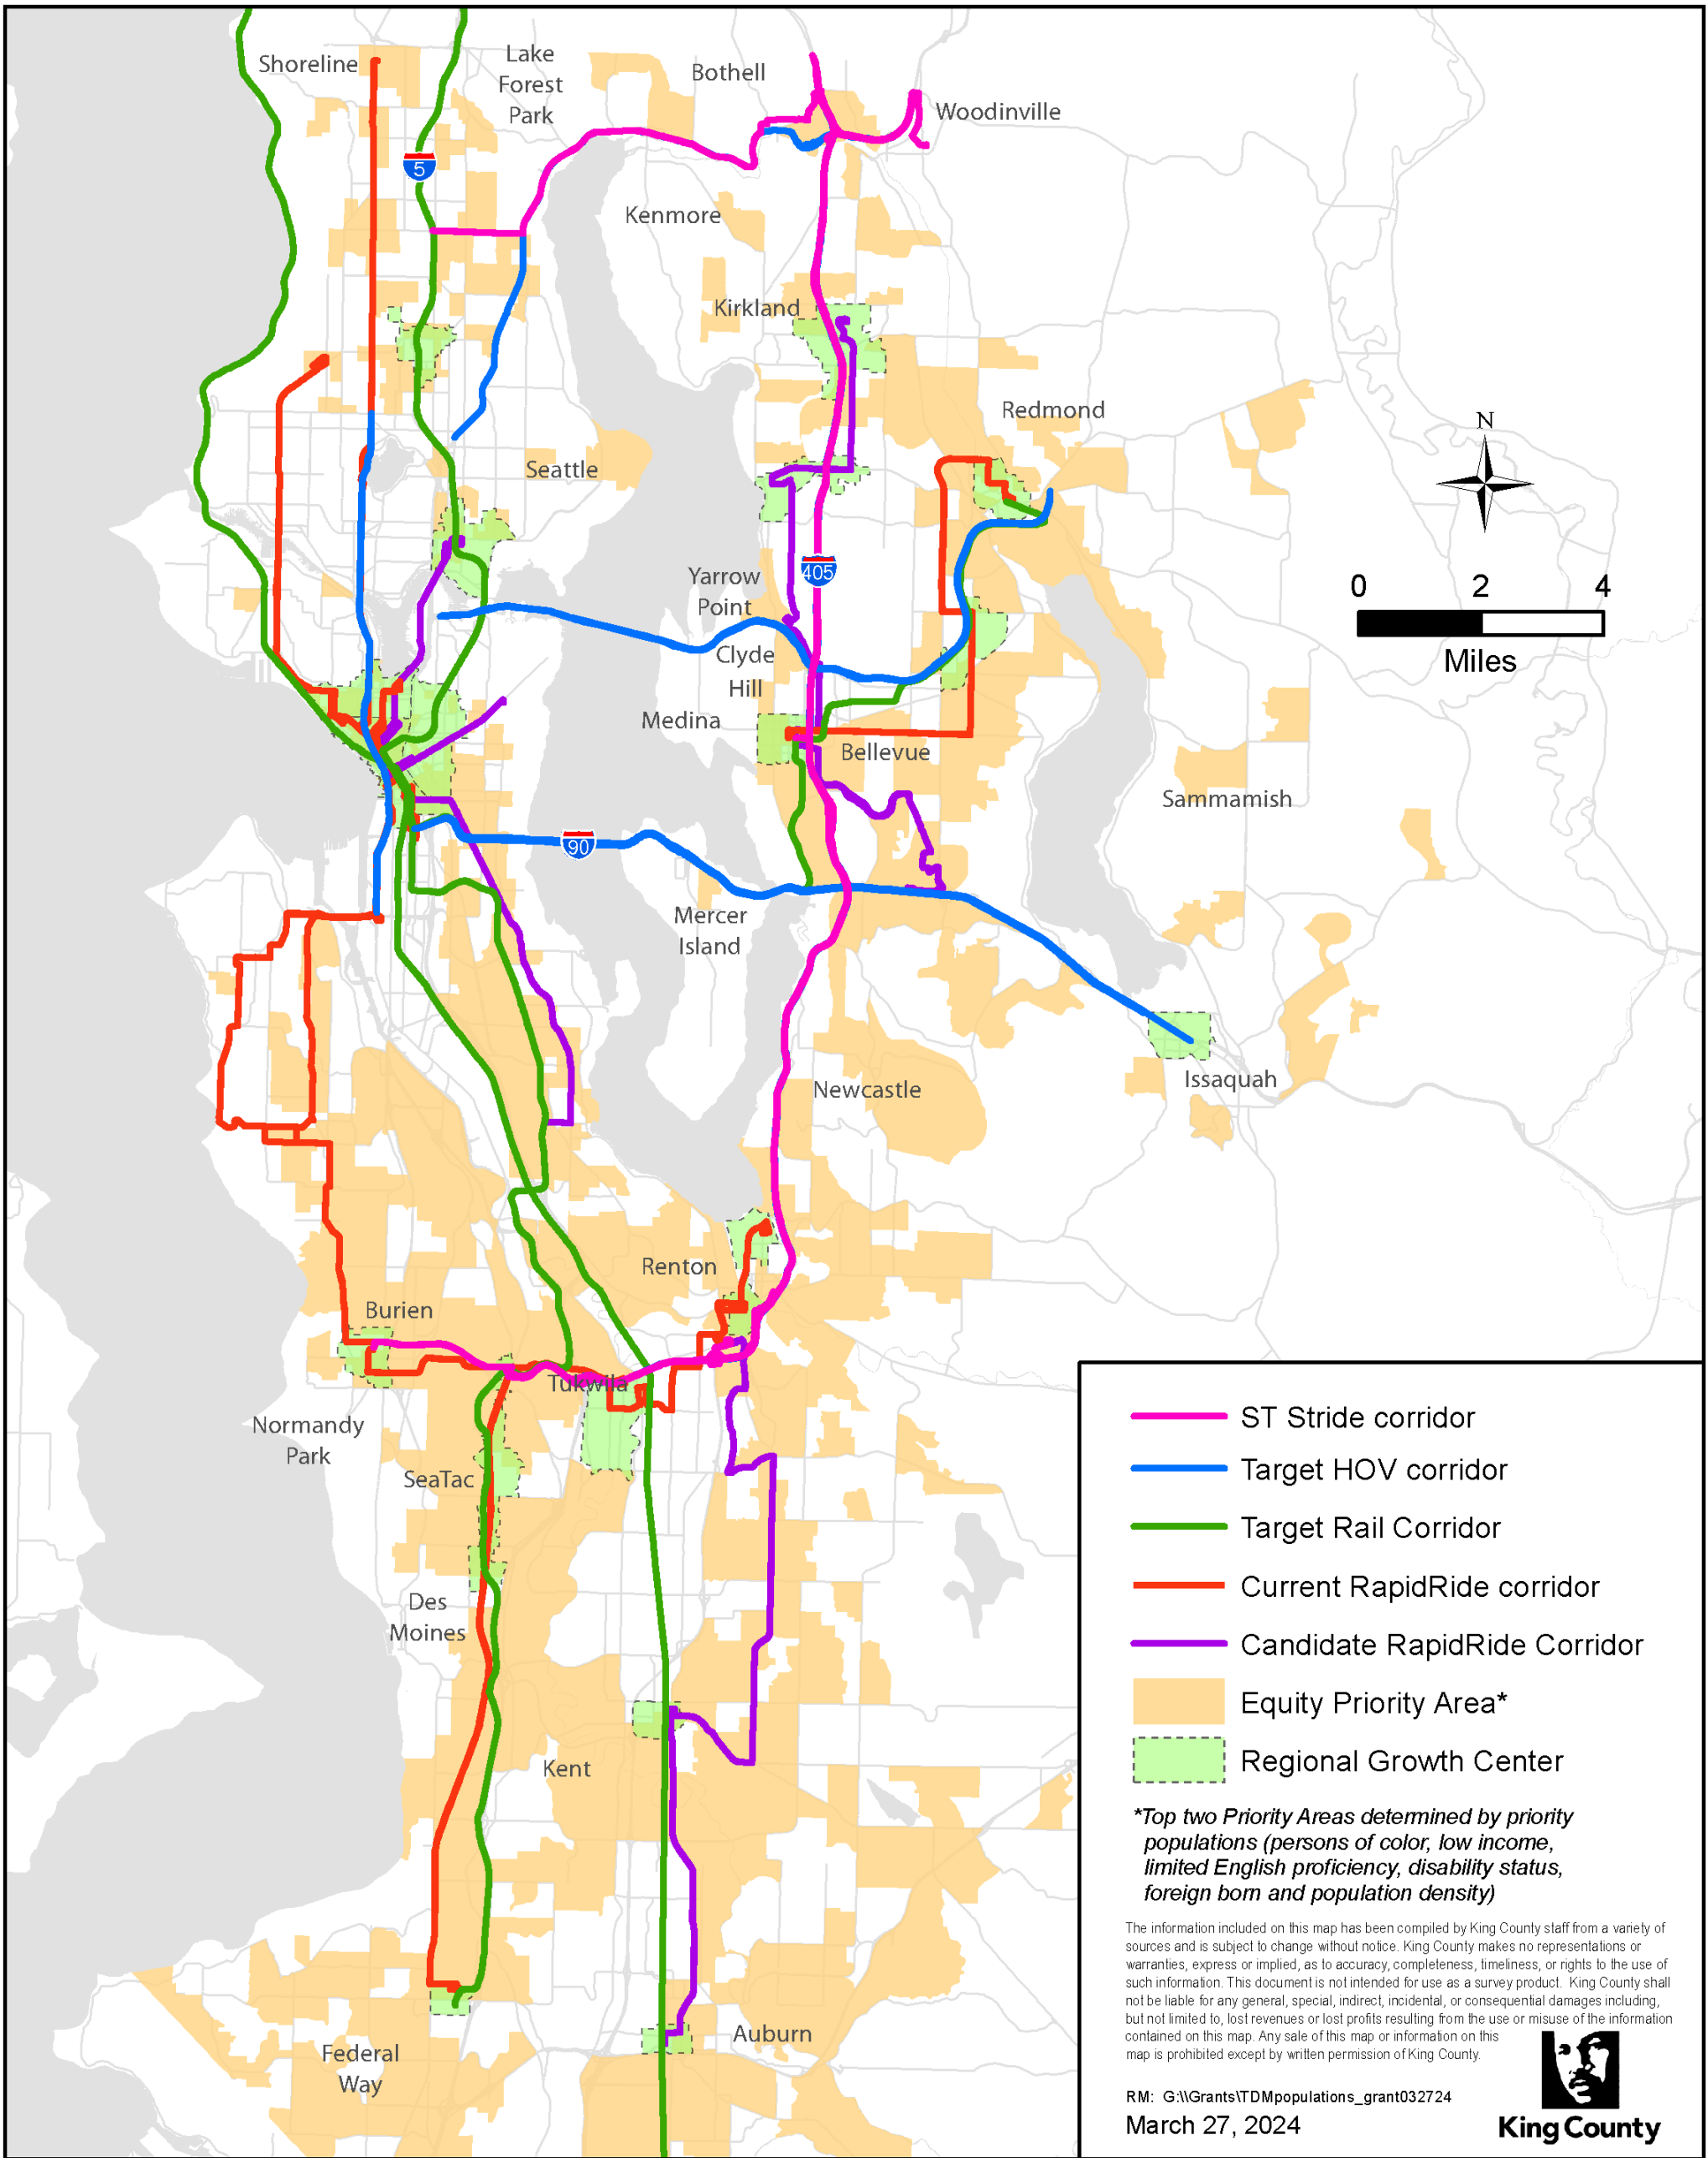 Shoreline
Lake
Forest
Park
Bothell
Woodinville
5
Kenmore
Kirkland
Redmond
Seattle
N
0 2 4
Miles
Yarrow
Point
405
Clyde
Hill
Medina
Bellevue
Sammamish
90
Mercer
Island
Newcastle
Issaquah
Renton
Burien
Tukwila
Normandy
Park
SeaTac
Des
Moines
Kent
Auburn
Federal
Way
ST Stride corridor
Target HOV corridor
Target Rail Corridor
Current RapidRide corridor
Candidate RapidRide Corridor
Equity Priority Area*
Regional Growth Center
*Top two Priority Areas determined by priority
populations (persons of color, low income,
limited English proficiency, disability status,
foreign born and population density)
The information included on this map has been compiled by King County staff from a variety of
sources and is subject to change without notice. King County makes no representations or
warranties, express or implied, as to accuracy, completeness, timeliness, or rights to the use of
such information. This document is not intended for use as a survey product. King County shall
not be liable for any general, special, indirect, incidental, or consequential damages including,
but not limited to, lost revenues or lost profits resulting from the use or misuse of the information
contained on this map. Any sale of this map or information on this
map is prohibited except by written permission of King County.
RM: G:\\Grants\TDMpopulations_grant032724
March 27, 2024
King County